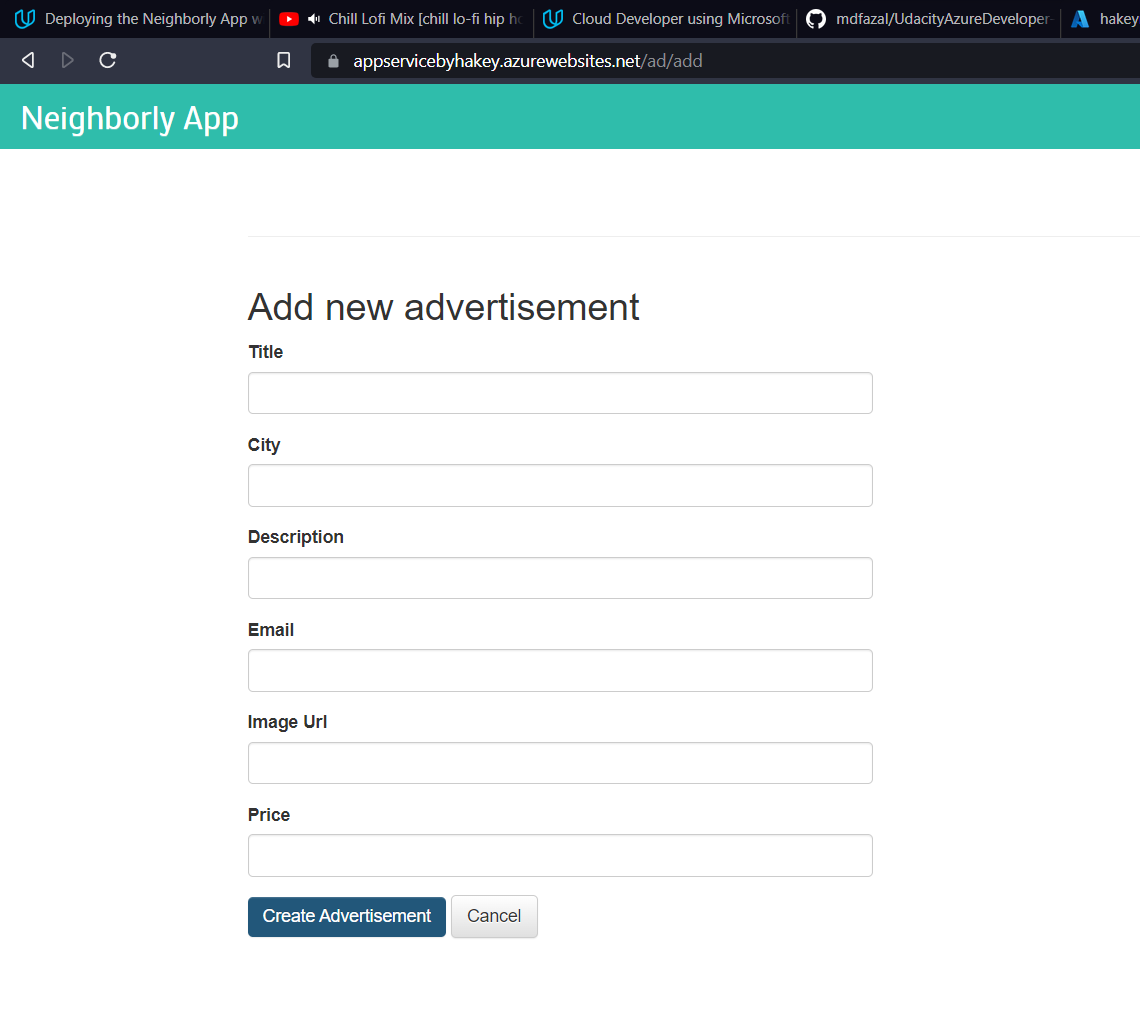 Deploying the Neighborly App w
Chill Lofi Mix [chill lo-fi hip ho
Cloud Developer using Microsoft
mdfazal/UdacityAzureDeveloper-
hakey
appservicebyhakey.azurewebsites.net/ad/add
Neighborly App
Add new advertisement
Title
City
Description
Email
Image Url
Price
Create Advertisement
Cancel